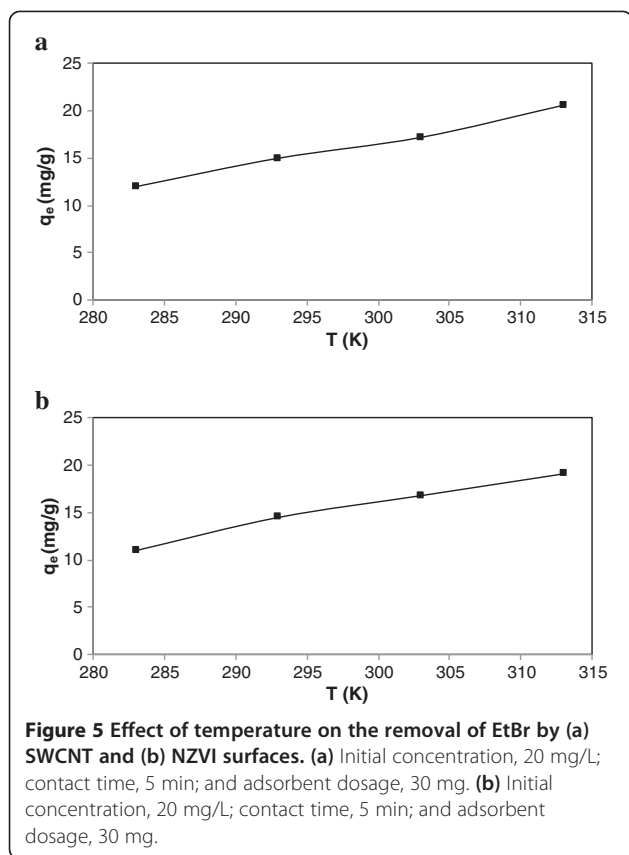 a
25
20
15
10
5
0
qe (mg/g)
280 285 290 295 300 305 310 315
T (K)
b
25
20
15
10
5
0
qe (mg/g)
280 285 290 295 300 305 310 315
T (K)
Figure 5 Effect of temperature on the removal of EtBr by (a)
SWCNT and (b) NZVI surfaces. (a) Initial concentration, 20 mg/L;
contact time, 5 min; and adsorbent dosage, 30 mg. (b) Initial
concentration, 20 mg/L; contact time, 5 min; and adsorbent
dosage, 30 mg.